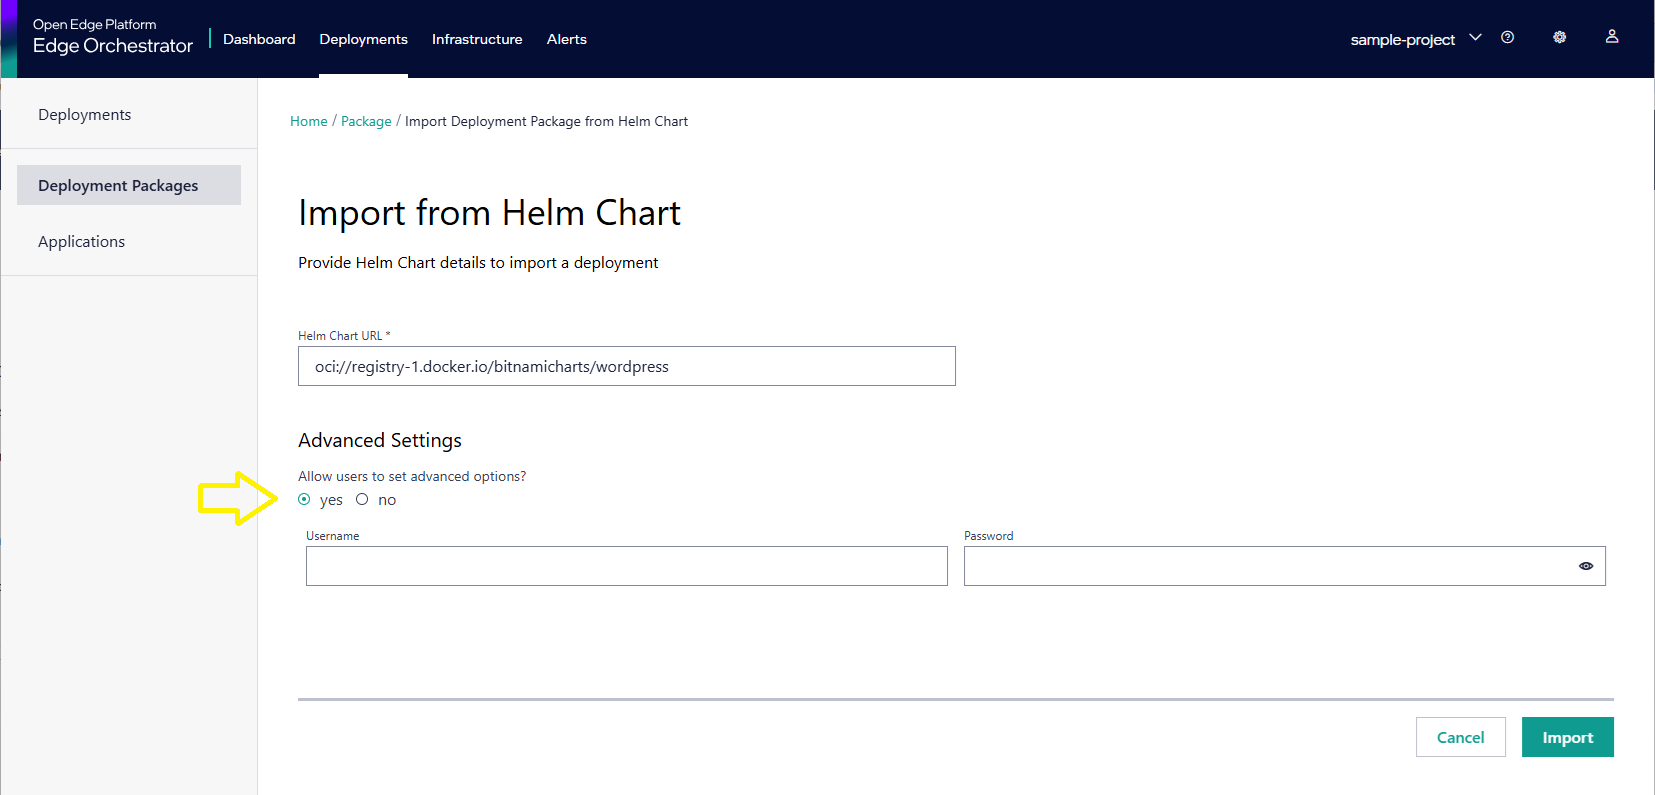 Open Edge Platform
Edge Orchestrator
Dashboard Deployments Infrastructure Alerts
sample-project
Deployments
Deployment Packages
Applications
Home / Package / Import Deployment Package from Helm Chart
Import from Helm Chart
Provide Helm Chart details to import a deployment
Helm Chart URL *
oci://registry-1.docker.io/bitnamicharts/wordpress
Advanced Settings
Allow users to set advanced options?
yes no
Username Password
Cancel Import